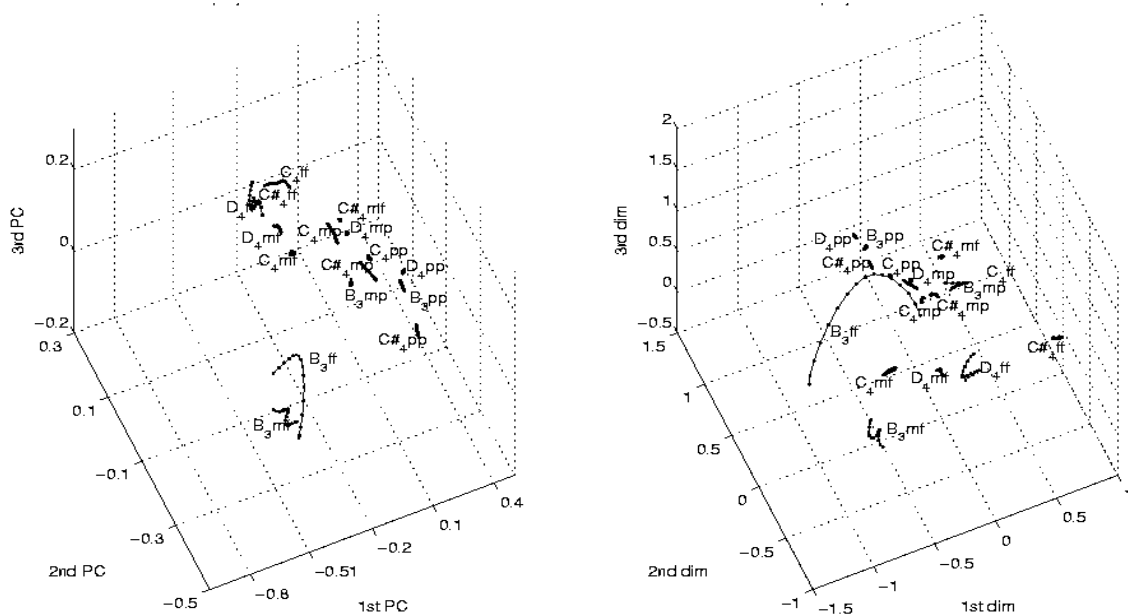 0.2
0
−0.2
3rd PC
0.3
0.1
−0.1
−0.3
−0.5
2nd PC
−0.8
−0.51
−0.2
0.1
0.4
1st PC
C4ff
C#4ff
D4
D4mf
C4mf
C4mp
C#4mf
D4mp
C4pp
C#4mp
B3mp
D4pp
B3pp
C#4pp
B3ff
B3mf
2
1.5
1
0.5
0
−0.5
3rd dim
1.5
1
0.5
0
−0.5
−1
2nd dim
−1.5
−1
−0.5
0
0.5
1st dim
D4pp
B3pp
C#4pp
C4pp
C#4mf
D4mp
C4ff
B3mp
C4mp
C#4mp
B3ff
C#4ff
C4mf
D4mf
D4ff
B3mf